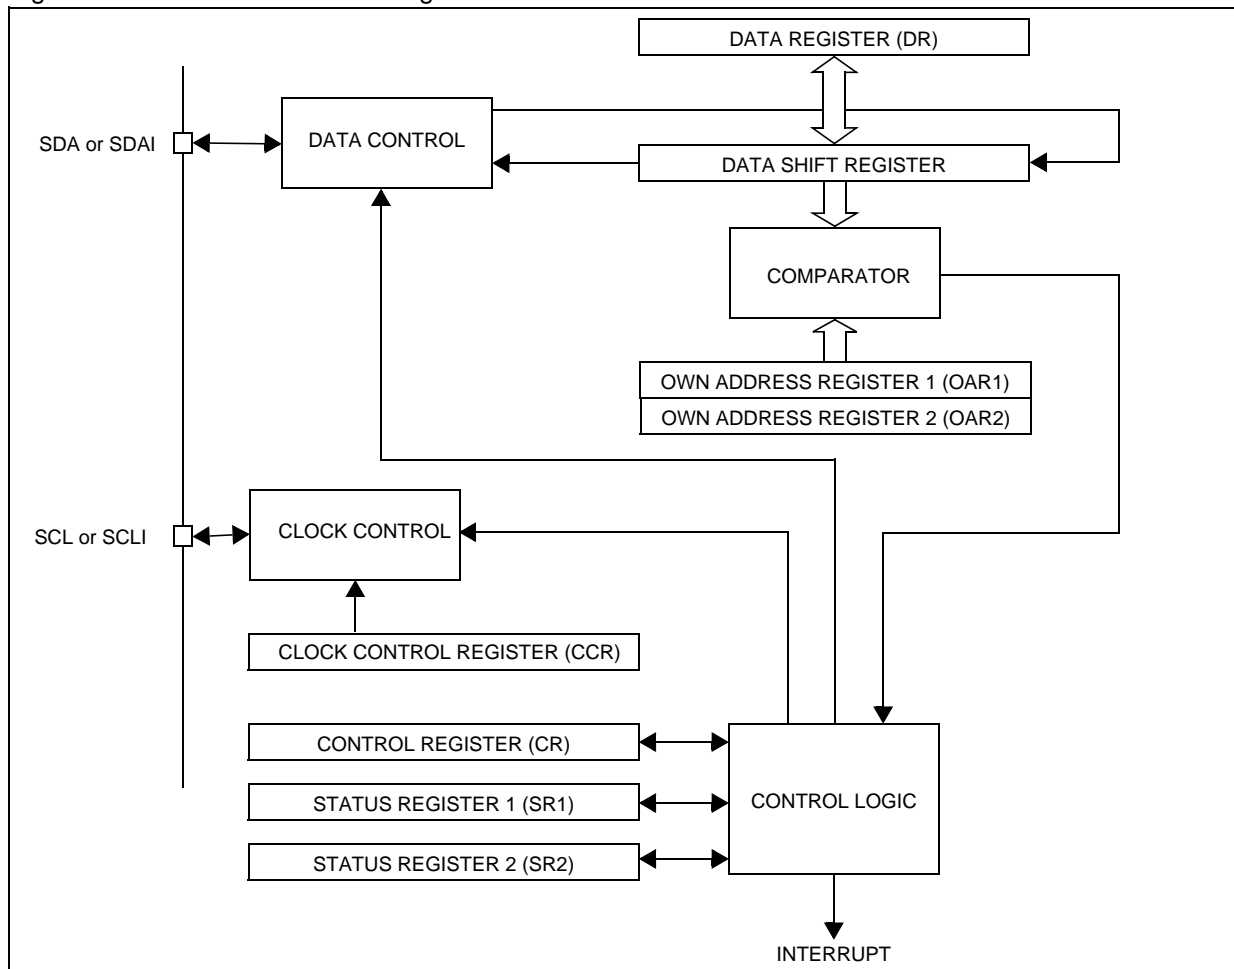 DATA REGISTER (DR)
DATA CONTROL
SDA or SDAI
DATA SHIFT REGISTER
COMPARATOR
OWN ADDRESS REGISTER 1 (OAR1)
OWN ADDRESS REGISTER 2 (OAR2)
CLOCK CONTROL
SCL or SCLI
CLOCK CONTROL REGISTER (CCR)
CONTROL REGISTER (CR)
STATUS REGISTER 1 (SR1)
CONTROL LOGIC
STATUS REGISTER 2 (SR2)
INTERRUPT